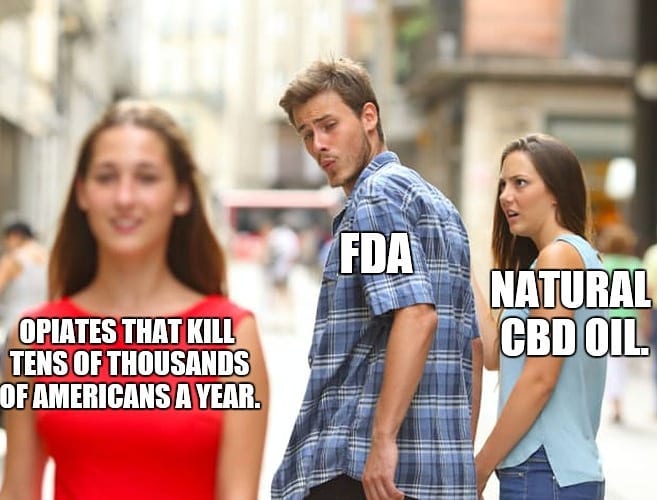 OPIATES THAT KILL
TENS OF THOUSANDS
OF AMERICANS A YEAR.
FDA
NATURAL
CBD OIL.